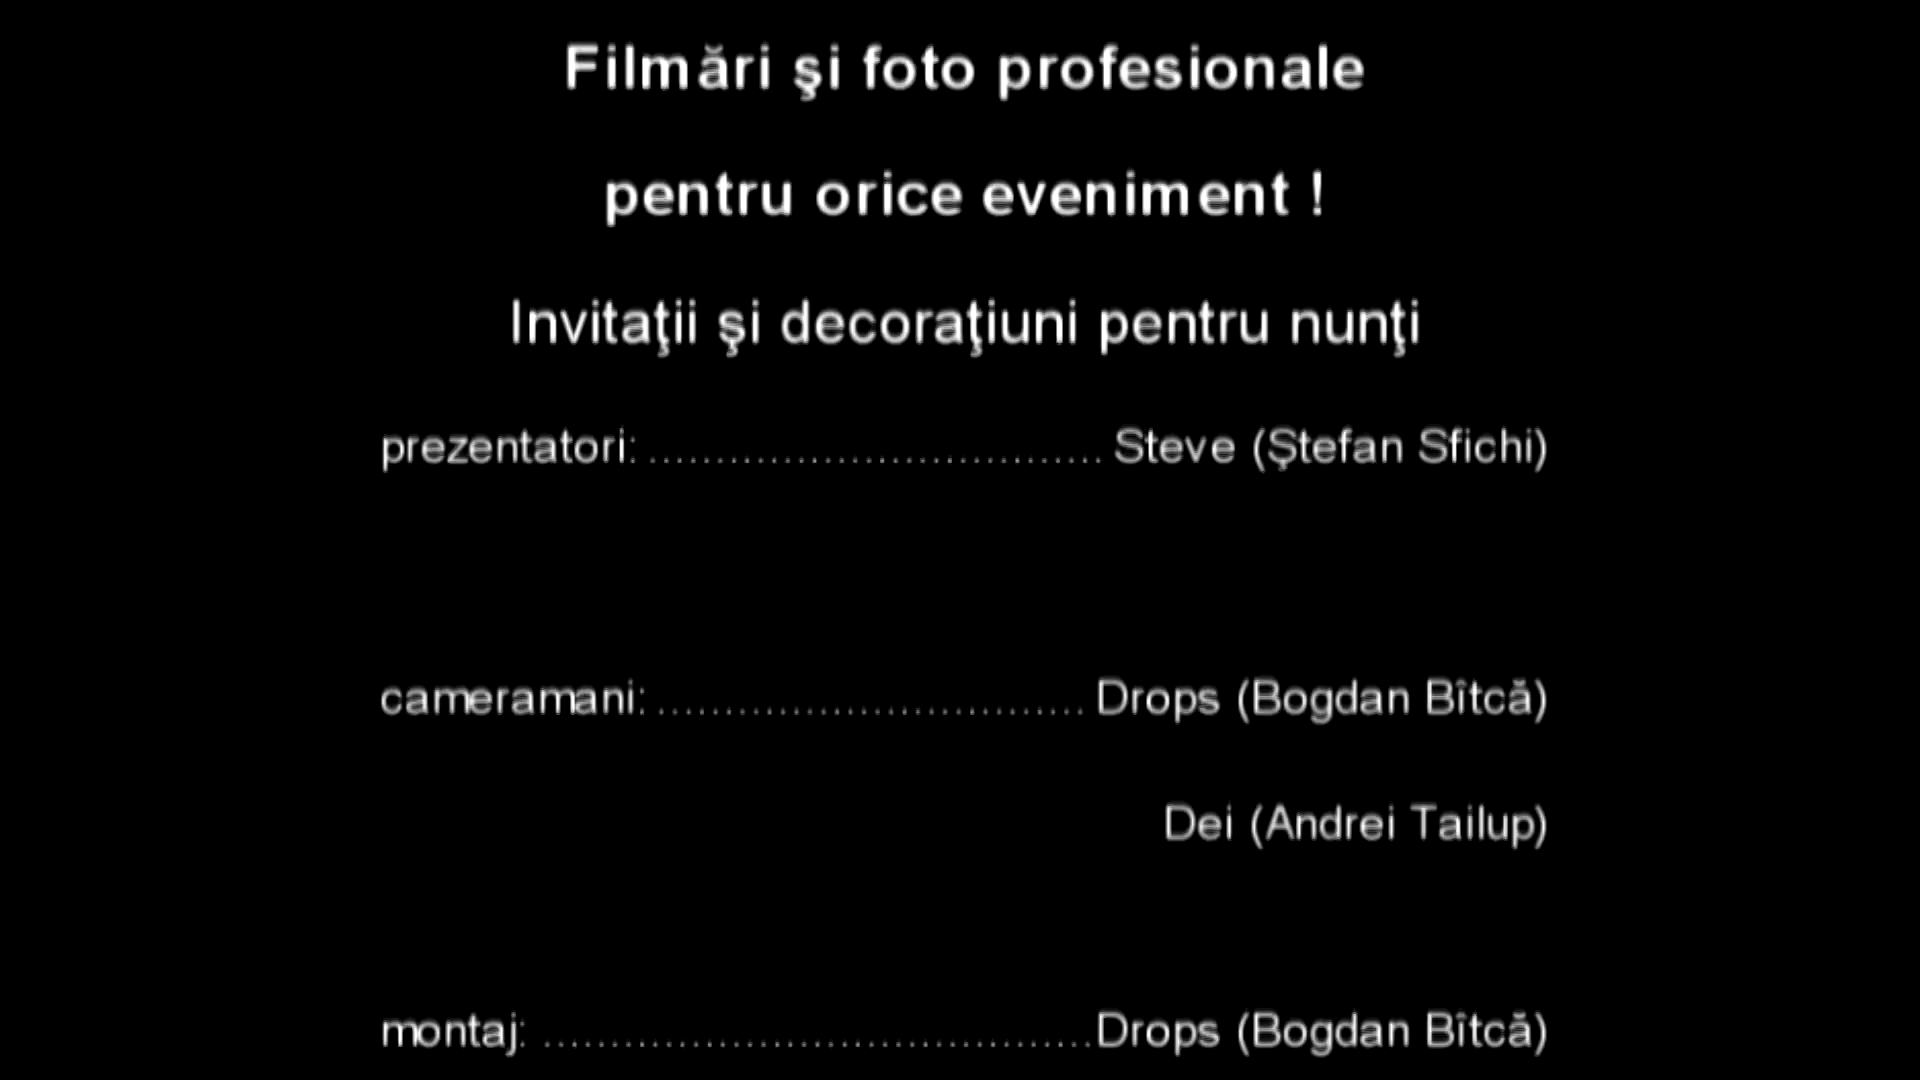 Filmări şi foto profesionale
pentru orice eveniment !
Invitaţii şi decoraţiuni pentru nunţi
prezentatori: .................................. Steve (Ştefan Sfichi)
cameramani: ................................ Drops (Bogdan Bîtcă)
Dei (Andrei Tailup)
montaj: .........................................Drops (Bogdan Bîtcă)